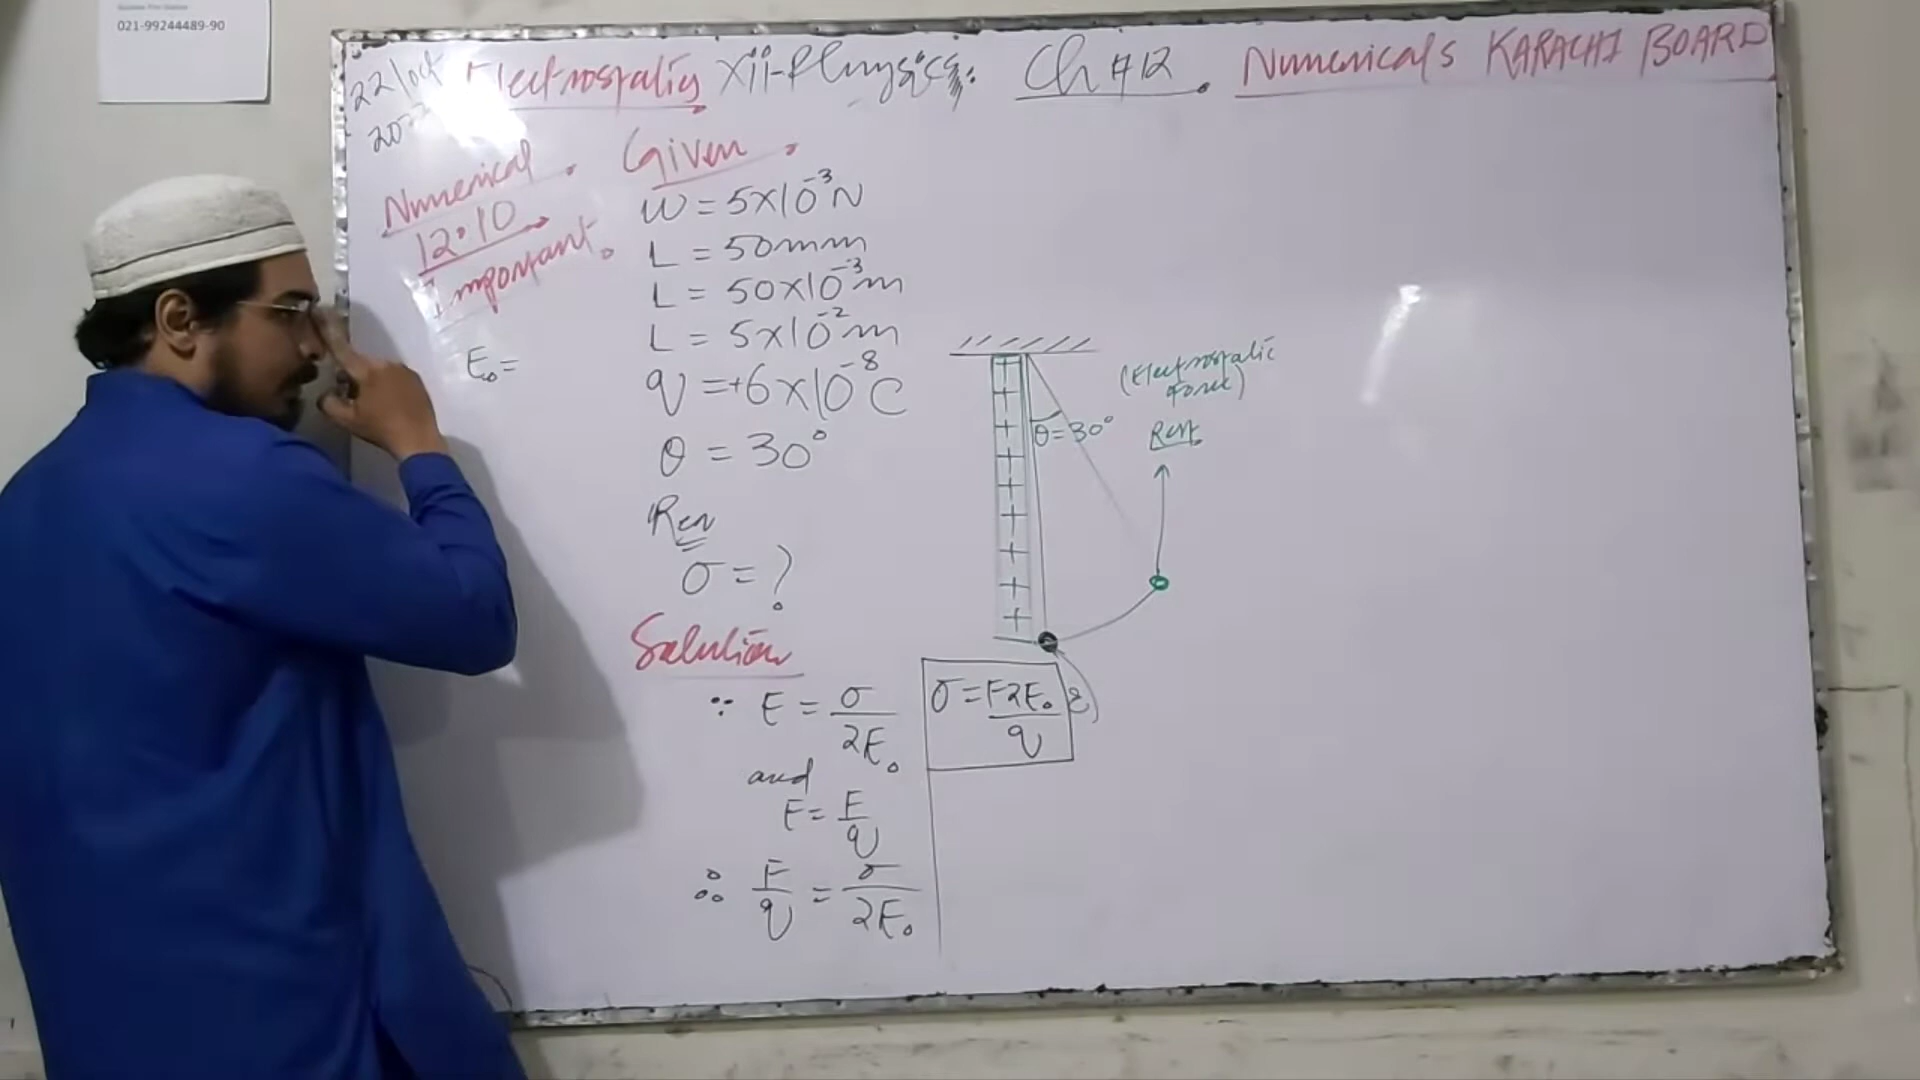 021-99244489-90
22/Oct
Electrostatics Xii-Physics: Ch#12. Numericals KARACHI BOARD
Numerical.
12.10
Important.
E₀=
Given.
W = 5×10⁻³N
L = 50mm
L = 50×10⁻³m
L = 5×10⁻²m
q = +6×10⁻⁸C
θ = 30°
Req
σ = ?
(Electrostatic
force)
Rest.
θ=30°
+
+
+
+
+
+
+
+
+
Solution
∵ E = σ/2E₀
and
E = F/q
∴ F/q = σ/2E₀
σ = F2E₀/q